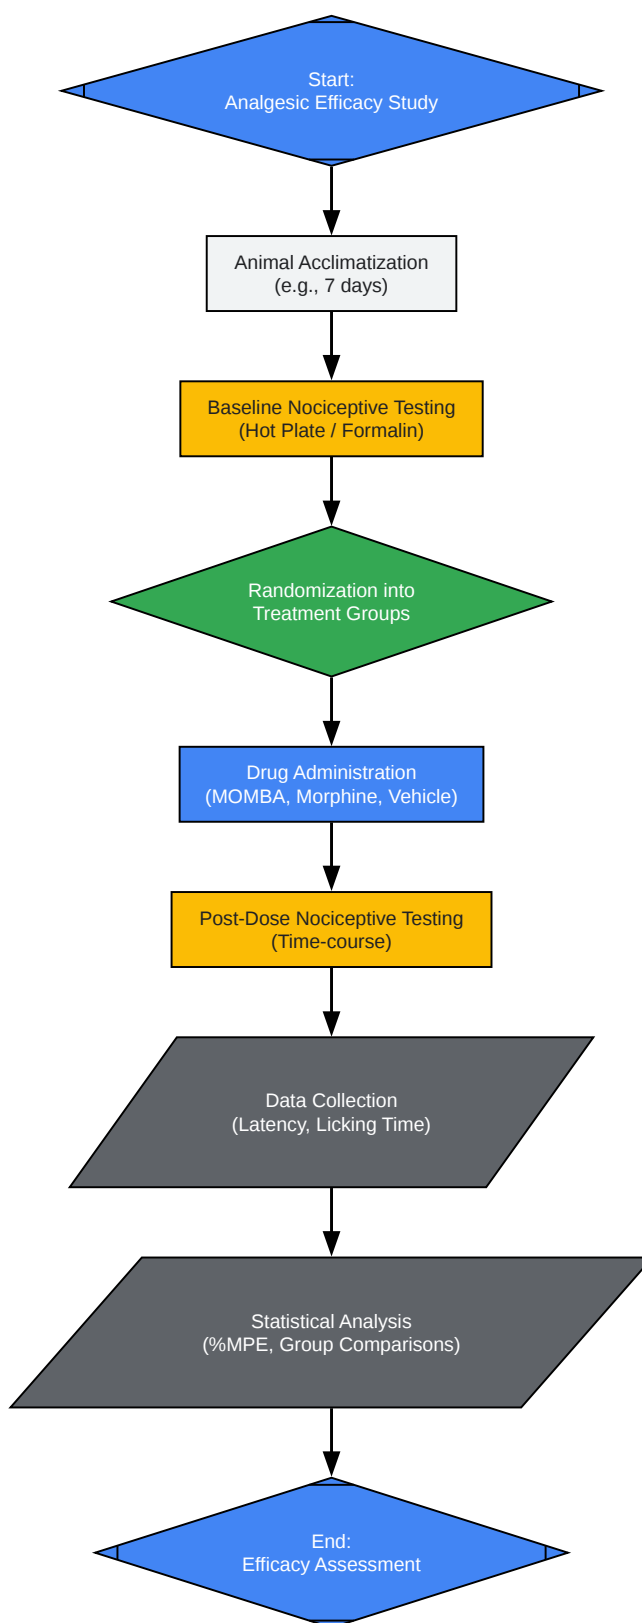 Start:
Analgesic Efficacy Study
Animal Acclimatization
(e.g., 7 days)
Baseline Nociceptive Testing
(Hot Plate / Formalin)
Randomization into
Treatment Groups
Drug Administration
(MOMBA, Morphine, Vehicle)
Post-Dose Nociceptive Testing
(Time-course)
Data Collection
(Latency, Licking Time)
Statistical Analysis
(%MPE, Group Comparisons)
End:
Efficacy Assessment